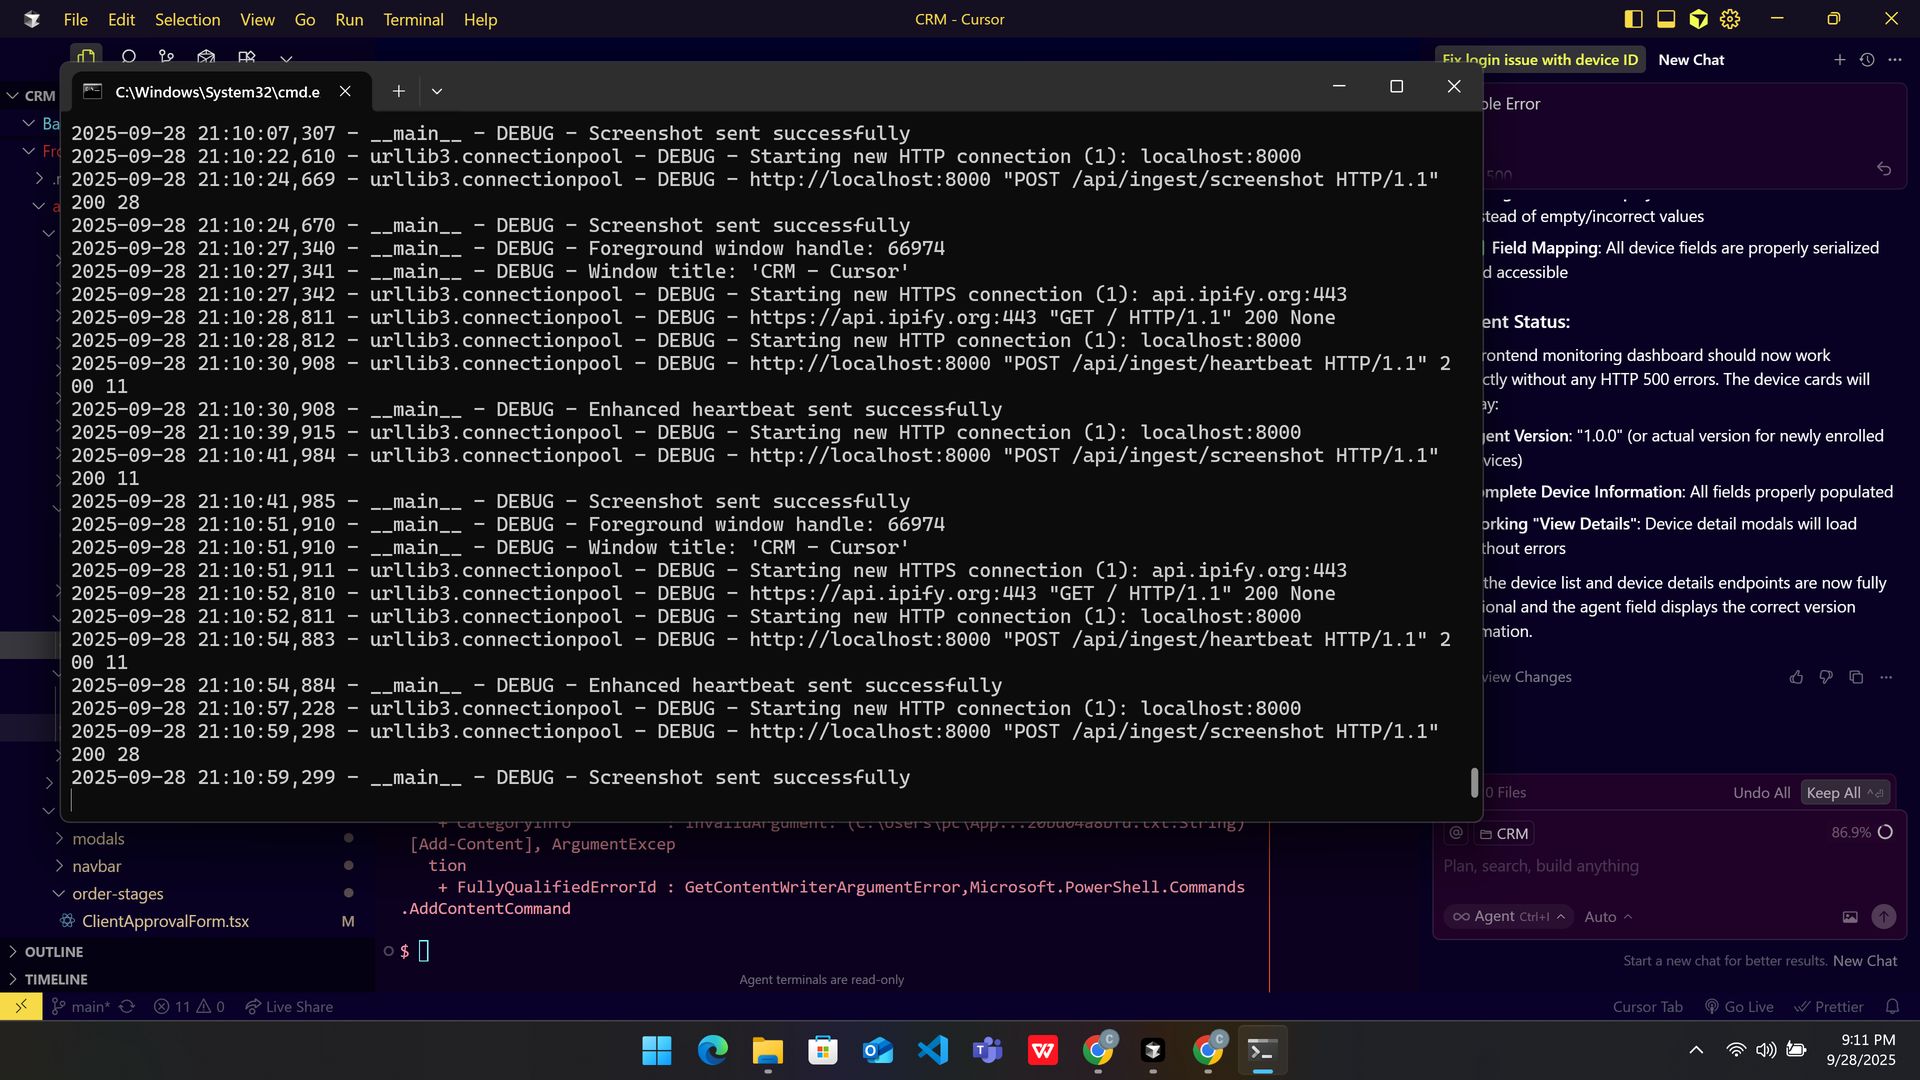 File Edit Selection View Go Run Terminal Help
CRM - Cursor
C:\Windows\System32\cmd.e
Fix login issue with device ID New Chat
CRM
Ba
Fro
2025-09-28 21:10:07,307 - __main__ - DEBUG - Screenshot sent successfully
2025-09-28 21:10:22,610 - urllib3.connectionpool - DEBUG - Starting new HTTP connection (1): localhost:8000
2025-09-28 21:10:24,669 - urllib3.connectionpool - DEBUG - http://localhost:8000 "POST /api/ingest/screenshot HTTP/1.1"
200 28
2025-09-28 21:10:24,670 - __main__ - DEBUG - Screenshot sent successfully
2025-09-28 21:10:27,340 - __main__ - DEBUG - Foreground window handle: 66974
2025-09-28 21:10:27,341 - __main__ - DEBUG - Window title: 'CRM - Cursor'
2025-09-28 21:10:27,342 - urllib3.connectionpool - DEBUG - Starting new HTTPS connection (1): api.ipify.org:443
2025-09-28 21:10:28,811 - urllib3.connectionpool - DEBUG - https://api.ipify.org:443 "GET / HTTP/1.1" 200 None
2025-09-28 21:10:28,812 - urllib3.connectionpool - DEBUG - Starting new HTTP connection (1): localhost:8000
2025-09-28 21:10:30,908 - urllib3.connectionpool - DEBUG - http://localhost:8000 "POST /api/ingest/heartbeat HTTP/1.1" 2
00 11
2025-09-28 21:10:30,908 - __main__ - DEBUG - Enhanced heartbeat sent successfully
2025-09-28 21:10:39,915 - urllib3.connectionpool - DEBUG - Starting new HTTP connection (1): localhost:8000
2025-09-28 21:10:41,984 - urllib3.connectionpool - DEBUG - http://localhost:8000 "POST /api/ingest/screenshot HTTP/1.1"
200 11
2025-09-28 21:10:41,985 - __main__ - DEBUG - Screenshot sent successfully
2025-09-28 21:10:51,910 - __main__ - DEBUG - Foreground window handle: 66974
2025-09-28 21:10:51,910 - __main__ - DEBUG - Window title: 'CRM - Cursor'
2025-09-28 21:10:51,911 - urllib3.connectionpool - DEBUG - Starting new HTTPS connection (1): api.ipify.org:443
2025-09-28 21:10:52,810 - urllib3.connectionpool - DEBUG - https://api.ipify.org:443 "GET / HTTP/1.1" 200 None
2025-09-28 21:10:52,811 - urllib3.connectionpool - DEBUG - Starting new HTTP connection (1): localhost:8000
2025-09-28 21:10:54,883 - urllib3.connectionpool - DEBUG - http://localhost:8000 "POST /api/ingest/heartbeat HTTP/1.1" 2
00 11
2025-09-28 21:10:54,884 - __main__ - DEBUG - Enhanced heartbeat sent successfully
2025-09-28 21:10:57,228 - urllib3.connectionpool - DEBUG - Starting new HTTP connection (1): localhost:8000
2025-09-28 21:10:59,298 - urllib3.connectionpool - DEBUG - http://localhost:8000 "POST /api/ingest/screenshot HTTP/1.1"
200 28
2025-09-28 21:10:59,299 - __main__ - DEBUG - Screenshot sent successfully
ole Error
500
stead of empty/incorrect values
Field Mapping: All device fields are properly serialized
d accessible
ent Status:
rontend monitoring dashboard should now work
ctly without any HTTP 500 errors. The device cards will
ay:
gent Version: "1.0.0" (or actual version for newly enrolled
vices)
mplete Device Information: All fields properly populated
orking "View Details": Device detail modals will load
thout errors
the device list and device details endpoints are now fully
ional and the agent field displays the correct version
mation.
view Changes
0 Files Undo All Keep All
CRM 86.9%
Plan, search, build anything
Agent Ctrl+I Auto
Start a new chat for better results. New Chat
+ CategoryInfo : InvalidArgument: (C:\Users\pc\App...20bd04a8bfd.txt:String)
[Add-Content], ArgumentExcep
tion
+ FullyQualifiedErrorId : GetContentWriterArgumentError,Microsoft.PowerShell.Commands
.AddContentCommand
$
Agent terminals are read-only
modals
navbar
order-stages
ClientApprovalForm.tsx M
OUTLINE
TIMELINE
main* 11 0 Live Share
Cursor Tab Go Live Prettier
9:11 PM
9/28/2025